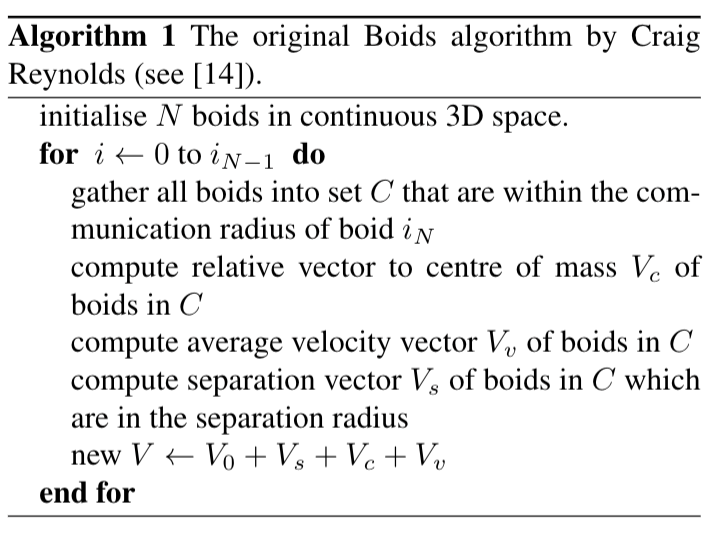 Algorithm 1 The original Boids algorithm by Craig
Reynolds (see [14]).
initialise N boids in continuous 3D space.
for i ← 0 to i_{N−1} do
gather all boids into set C that are within the com-
munication radius of boid i_N
compute relative vector to centre of mass V_c of
boids in C
compute average velocity vector V_v of boids in C
compute separation vector V_s of boids in C which
are in the separation radius
new V ← V_0 + V_s + V_c + V_v
end for